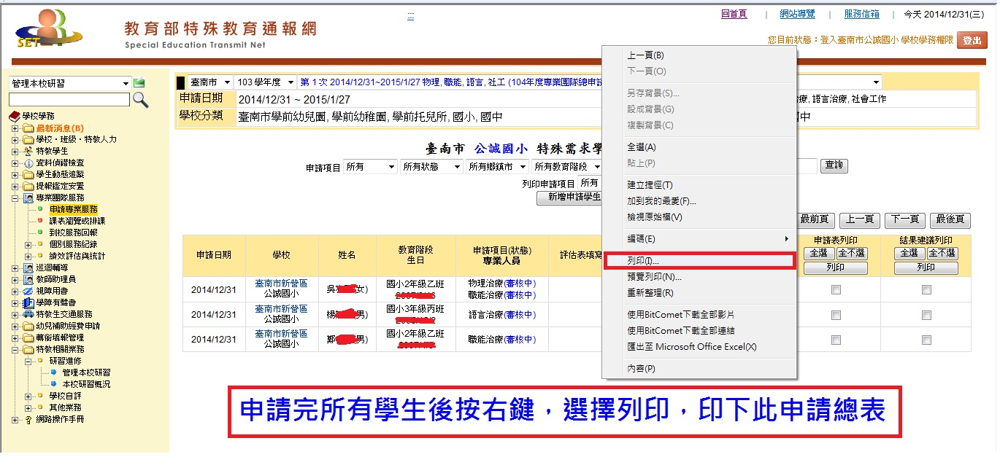 :::
回首頁 | 網站導覽 | 服務信箱 | 今天 2014/12/31(三)
SET
教育部特殊教育通報網
Special Education Transmit Net
您目前狀態：登入臺南市公誠國小 學校學務權限 登出
管理本校研習
學校學務
最新消息(B)
學校‧班級‧特教人力
特教學生
資料偵錯檢查
學生動態追蹤
提報鑑定安置
專業團隊服務
申請專業服務
課表瀏覽或排課
到校服務回報
個別服務紀錄
績效評估與統計
巡迴輔導
教師助理員
視障用書
學障有聲書
特教生交通服務
幼兒補助經費申請
轉銜填報管理
特教相關業務
研習進修
管理本校研習
本校研習概況
學校自評
其他業務
網路操作手冊
臺南市 103 學年度 第 1 次 2014/12/31~2015/1/27 物理, 職能, 語言, 社工 (104年度專業團隊總申
申請日期 2014/12/31 ~ 2015/1/27 療, 語言治療, 社會工作
學校分類 臺南市學前幼兒園, 學前幼稚園, 學前托兒所, 國小, 國中 中
臺南市 公誠國小 特殊需求學
申請項目 所有 所有狀態 所有鄉鎮市 所有教育階段 查詢
列印申請項目 所有
新增申請學生
最前頁 上一頁 下一頁 最後頁
申請日期 學校 姓名 教育階段 生日 申請項目(狀態) 專業人員 評估表填寫 申請表列印 全選 全不選 列印 結果建議列印 全選 全不選 列印
2014/12/31 臺南市新營區 公誠國小 吳 女) 國小2年級乙班 物理治療(審核中) 職能治療(審核中)
2014/12/31 臺南市新營區 公誠國小 楊 男) 國小3年級丙班 語言治療(審核中)
2014/12/31 臺南市新營區 公誠國小 鄭 男) 國小2年級乙班 職能治療(審核中)
上一頁(B)
下一頁(O)
另存背景(S)...
設成背景(G)
複製背景(C)
全選(A)
貼上(P)
建立捷徑(T)
加到我的最愛(F)...
檢視原始檔(V)
編碼(E)
列印(I)...
預覽列印(N)...
重新整理(R)
使用BitComet下載全部影片
使用BitComet下載全部連結
匯出至 Microsoft Office Excel(X)
內容(P)
申請完所有學生後按右鍵，選擇列印，印下此申請總表